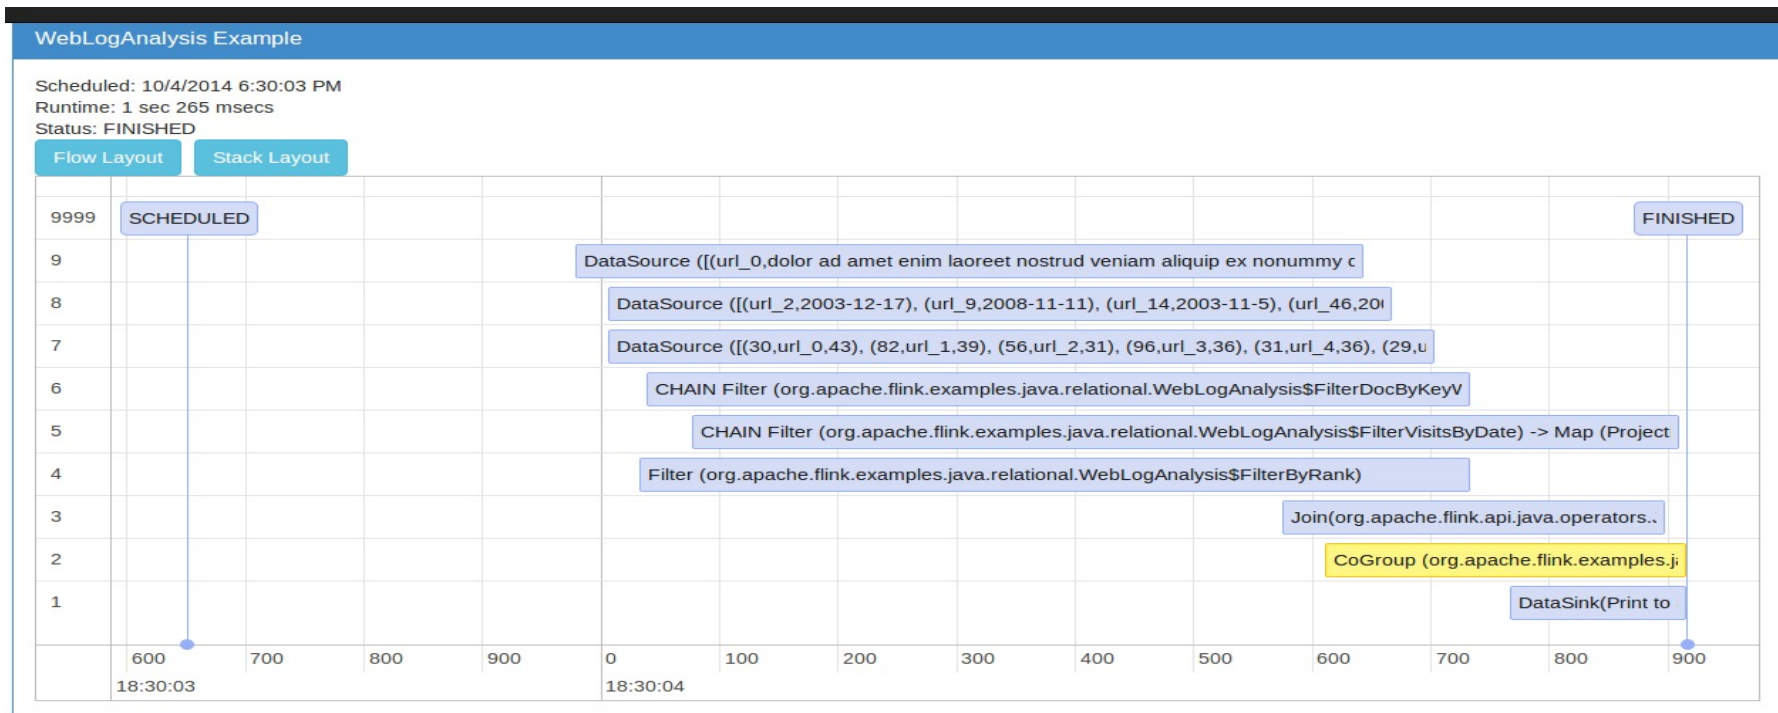 WebLogAnalysis Example
Scheduled: 10/4/2014 6:30:03 PM
Runtime: 1 sec 265 msecs
Status: FINISHED
Flow Layout Stack Layout
9999 SCHEDULED FINISHED
9 DataSource ([(url_0,dolor ad amet enim laoreet nostrud veniam aliquip ex nonummy c
8 DataSource ([(url_2,2003-12-17), (url_9,2008-11-11), (url_14,2003-11-5), (url_46,20
7 DataSource ([(30,url_0,43), (82,url_1,39), (56,url_2,31), (96,url_3,36), (31,url_4,36), (29,u
6 CHAIN Filter (org.apache.flink.examples.java.relational.WebLogAnalysis$FilterDocByKeyW
5 CHAIN Filter (org.apache.flink.examples.java.relational.WebLogAnalysis$FilterVisitsByDate) -> Map (Project
4 Filter (org.apache.flink.examples.java.relational.WebLogAnalysis$FilterByRank)
3 Join(org.apache.flink.api.java.operators.
2 CoGroup (org.apache.flink.examples.j
1 DataSink(Print to
600 700 800 900 0 100 200 300 400 500 600 700 800 900
18:30:03 18:30:04